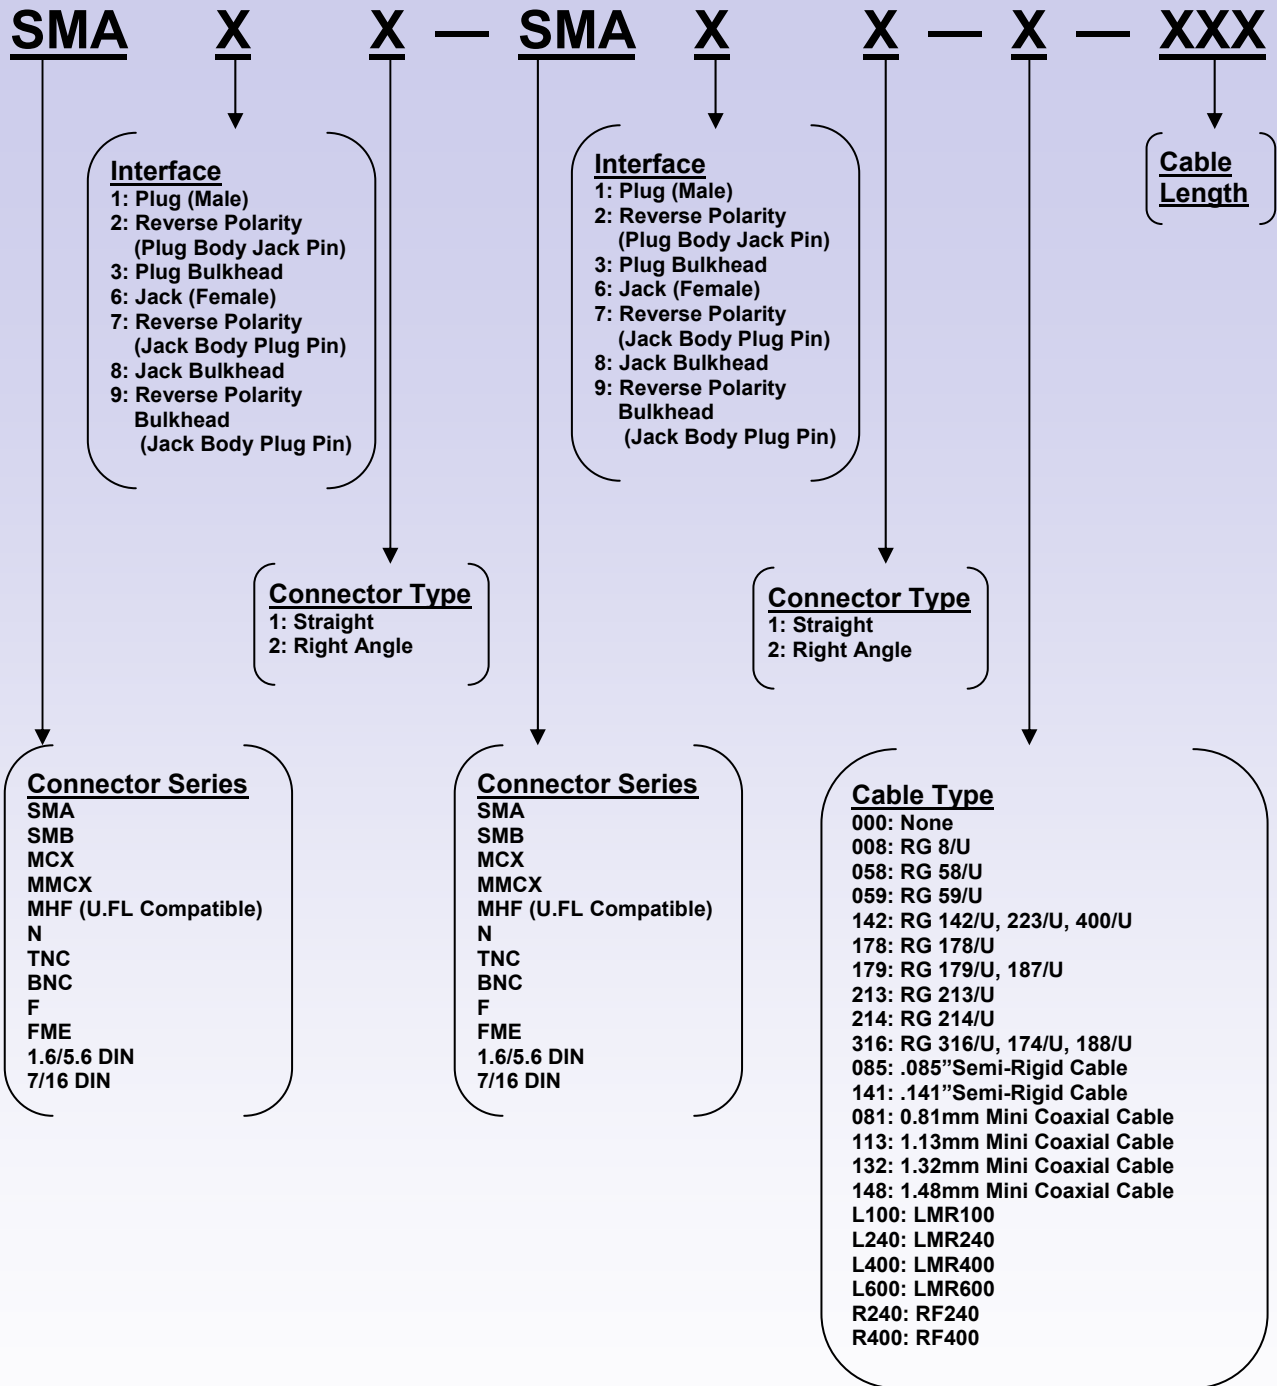 SMA X X — SMA X X — X — XXX
Interface
1: Plug (Male)
2: Reverse Polarity
(Plug Body Jack Pin)
3: Plug Bulkhead
6: Jack (Female)
7: Reverse Polarity
(Jack Body Plug Pin)
8: Jack Bulkhead
9: Reverse Polarity
Bulkhead
(Jack Body Plug Pin)
Interface
1: Plug (Male)
2: Reverse Polarity
(Plug Body Jack Pin)
3: Plug Bulkhead
6: Jack (Female)
7: Reverse Polarity
(Jack Body Plug Pin)
8: Jack Bulkhead
9: Reverse Polarity
Bulkhead
(Jack Body Plug Pin)
Cable
Length
Connector Type
1: Straight
2: Right Angle
Connector Type
1: Straight
2: Right Angle
Connector Series
SMA
SMB
MCX
MMCX
MHF (U.FL Compatible)
N
TNC
BNC
F
FME
1.6/5.6 DIN
7/16 DIN
Connector Series
SMA
SMB
MCX
MMCX
MHF (U.FL Compatible)
N
TNC
BNC
F
FME
1.6/5.6 DIN
7/16 DIN
Cable Type
000: None
008: RG 8/U
058: RG 58/U
059: RG 59/U
142: RG 142/U, 223/U, 400/U
178: RG 178/U
179: RG 179/U, 187/U
213: RG 213/U
214: RG 214/U
316: RG 316/U, 174/U, 188/U
085: .085”Semi-Rigid Cable
141: .141”Semi-Rigid Cable
081: 0.81mm Mini Coaxial Cable
113: 1.13mm Mini Coaxial Cable
132: 1.32mm Mini Coaxial Cable
148: 1.48mm Mini Coaxial Cable
L100: LMR100
L240: LMR240
L400: LMR400
L600: LMR600
R240: RF240
R400: RF400